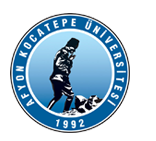 AFYON KOCATEPE ÜNİVERSİTESİ
1992